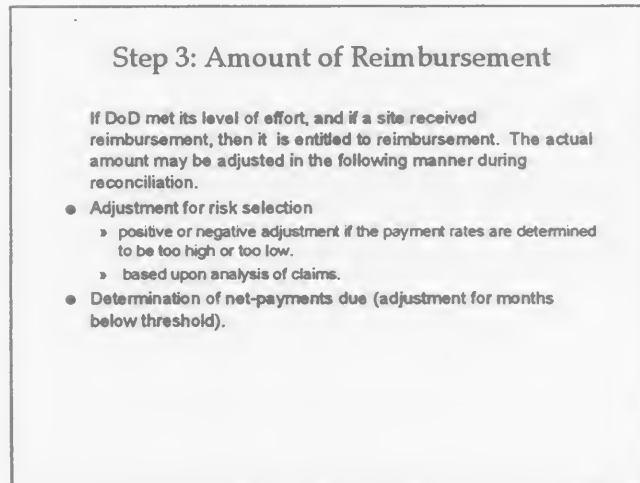 Step 3: Amount of Reimbursement
If DoD met its level of effort, and if a site received
reimbursement, then it is entitled to reimbursement. The actual
amount may be adjusted in the following manner during
reconciliation.
● Adjustment for risk selection
» positive or negative adjustment if the payment rates are determined
to be too high or too low.
» based upon analysis of claims.
● Determination of net-payments due (adjustment for months
below threshold).